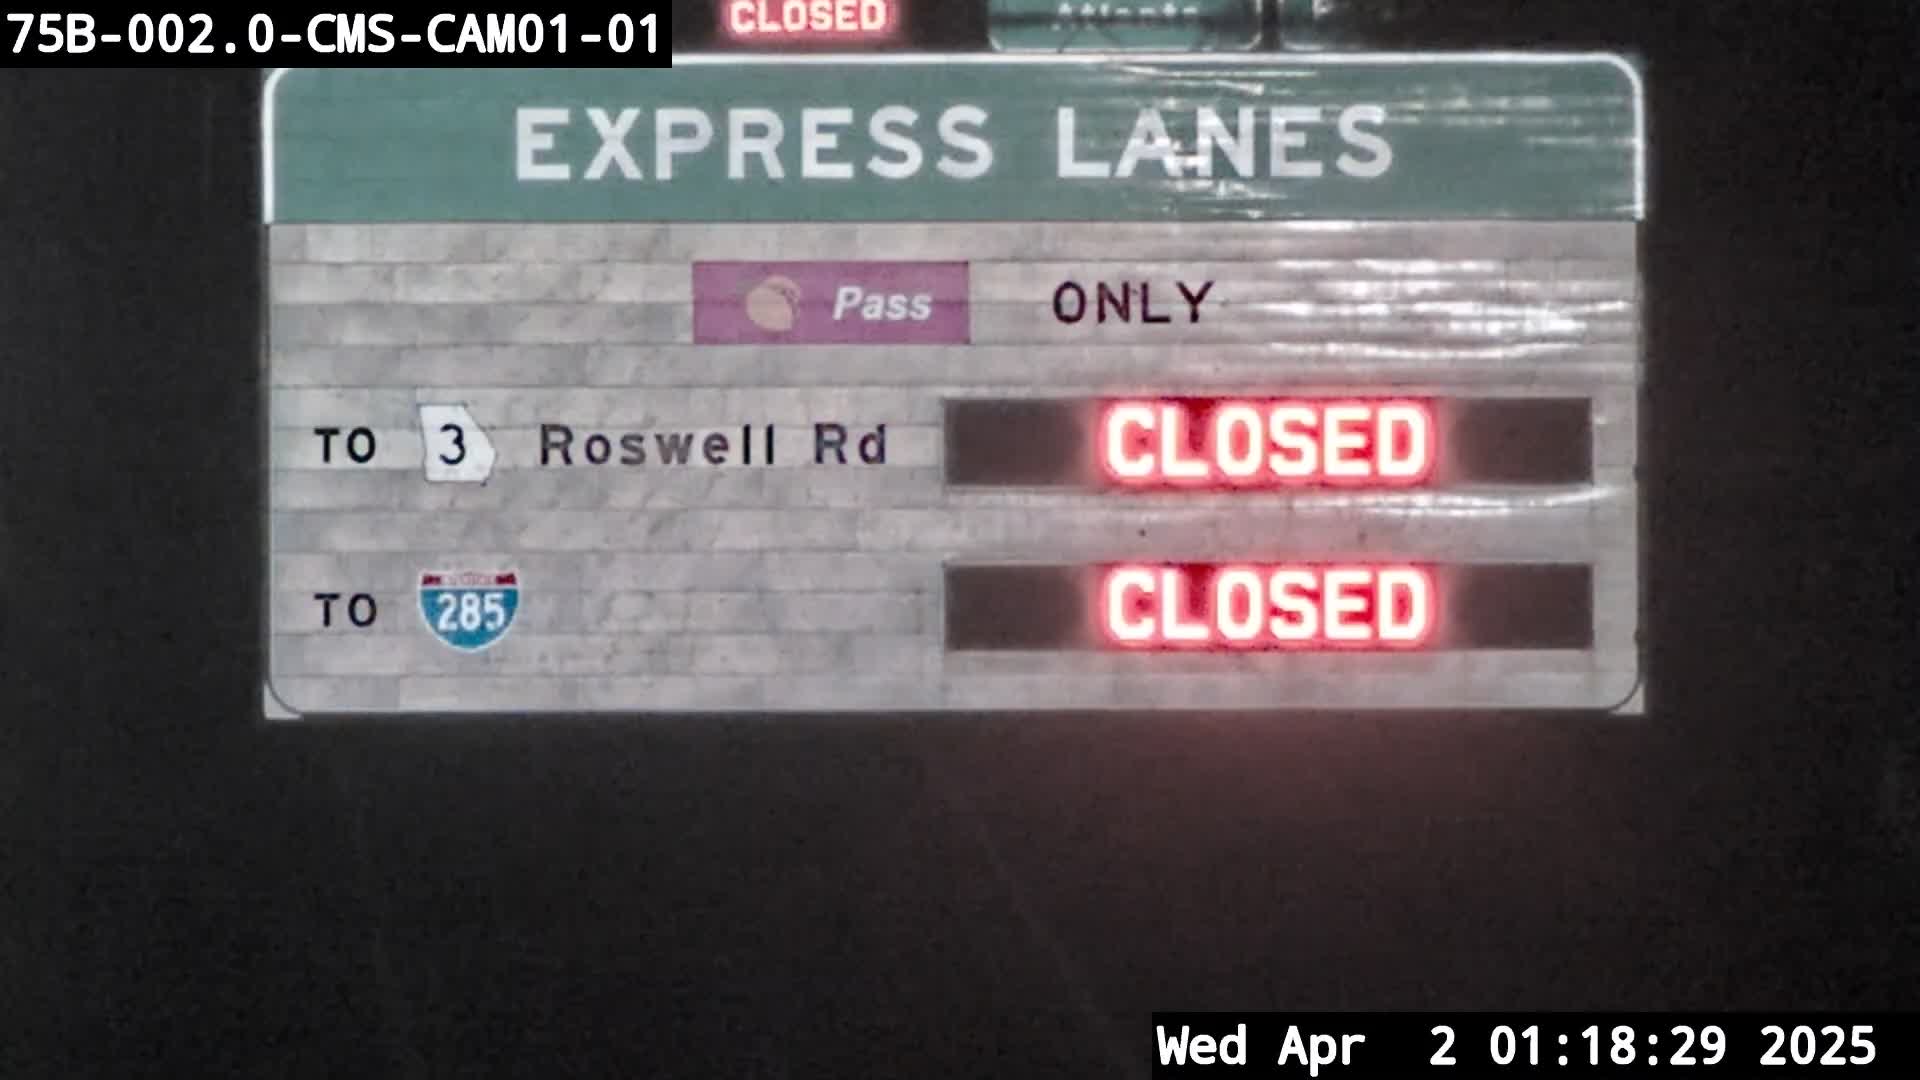 75B-002.0-CMS-CAM01-01
CLOSED
Atlanta
EXPRESS LANES
Pass ONLY
TO 3 Roswell Rd CLOSED
TO 285 CLOSED
Wed Apr 2 01:18:29 2025